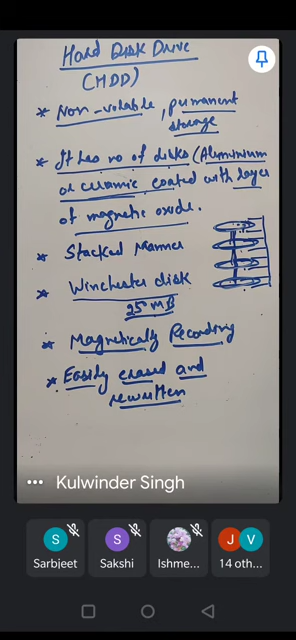 Hard Disk Drive
(HDD)
* Non-volatile, permanent
storage
* It has no of disks (Aluminium
or ceramic, coated with layer
of magnetic oxide.
* Stacked Manner
* Winchester disk
25 MB
* Magnetically Recording
* Easily erased and
rewritten
Kulwinder Singh
S S J V
Sarbjeet Sakshi Ishme... 14 oth...